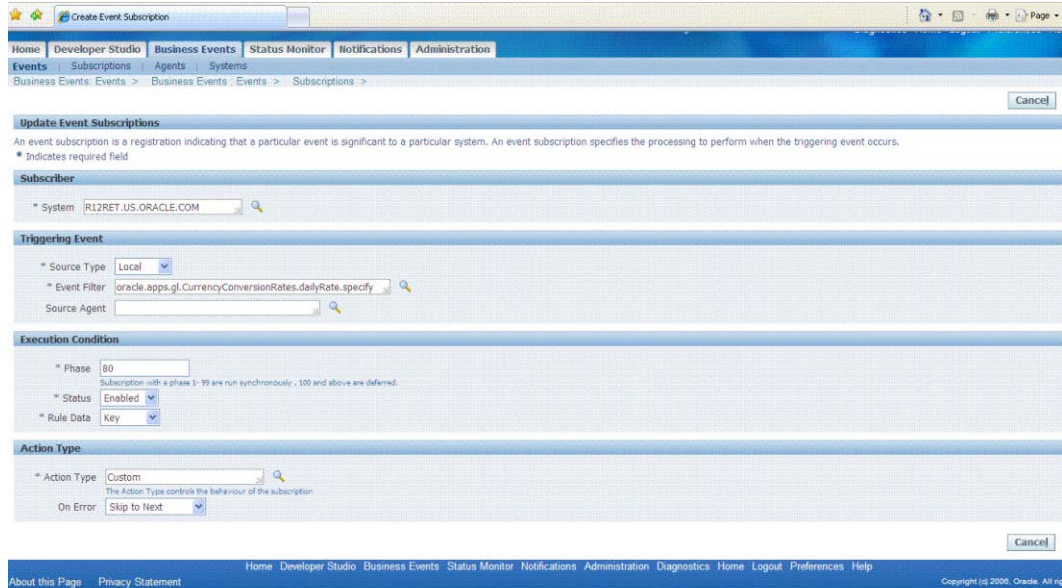 Create Event Subscription
Page
Home Developer Studio Business Events Status Monitor Notifications Administration
Events | Subscriptions | Agents | Systems
Business Events: Events > Business Events : Events > Subscriptions >
Cancel
Update Event Subscriptions
An event subscription is a registration indicating that a particular event is significant to a particular system. An event subscription specifies the processing to perform when the triggering event occurs.
* Indicates required field
Subscriber
* System R12RET.US.ORACLE.COM
Triggering Event
* Source Type Local
* Event Filter oracle.apps.gl.CurrencyConversionRates.dailyRate.specify
Source Agent
Execution Condition
* Phase 80
Subscription with a phase 1- 99 are run synchronously . 100 and above are deferred.
* Status Enabled
* Rule Data Key
Action Type
* Action Type Custom
The Action Type controls the behaviour of the subscription
On Error Skip to Next
Cancel
Home Developer Studio Business Events Status Monitor Notifications Administration Diagnostics Home Logout Preferences Help
About this Page Privacy Statement
Copyright (c) 2006, Oracle. All